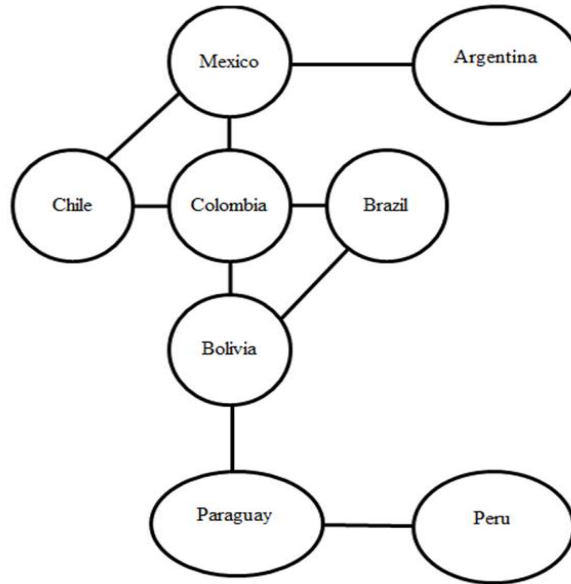 Mexico
Argentina
Chile
Colombia
Brazil
Bolivia
Paraguay
Peru